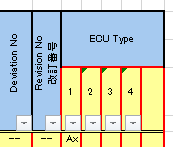 Deviation No
Revision No
改訂番号
ECU Type
1 2 3 4
-- -- Ax